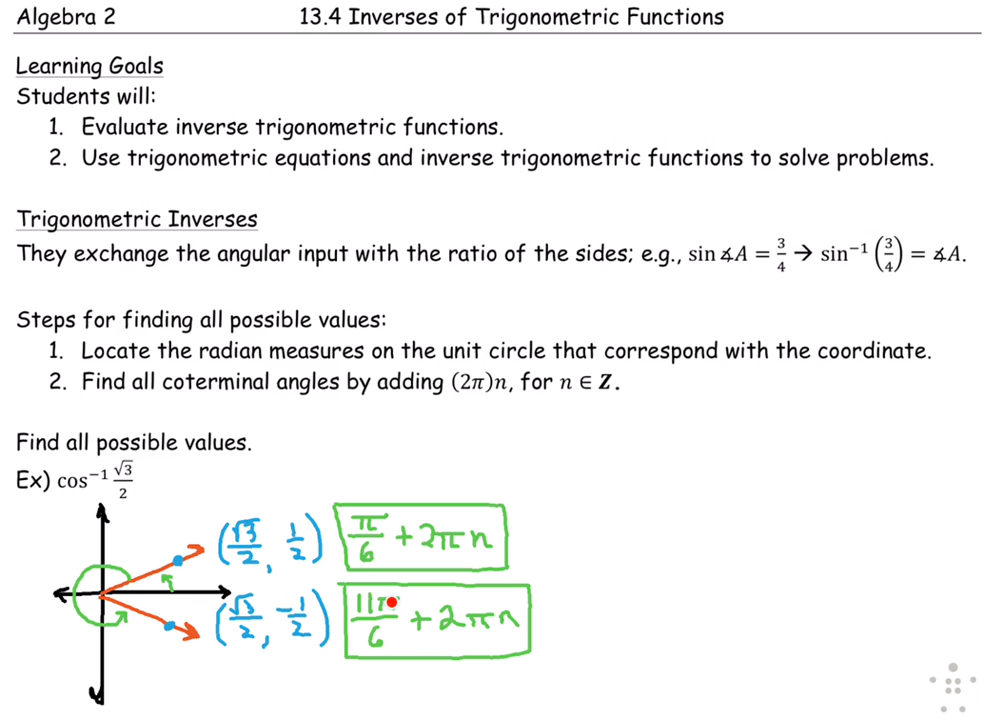 Algebra 2 13.4 Inverses of Trigonometric Functions
Learning Goals
Students will:
1. Evaluate inverse trigonometric functions.
2. Use trigonometric equations and inverse trigonometric functions to solve problems.
Trigonometric Inverses
They exchange the angular input with the ratio of the sides; e.g., sin ∡A = 3/4 → sin⁻¹(3/4) = ∡A.
Steps for finding all possible values:
1. Locate the radian measures on the unit circle that correspond with the coordinate.
2. Find all coterminal angles by adding (2π)n, for n ∈ Z.
Find all possible values.
Ex) cos⁻¹ √3/2
(√3/2, 1/2) π/6 + 2πn
(√3/2, -1/2) 11π/6 + 2πn